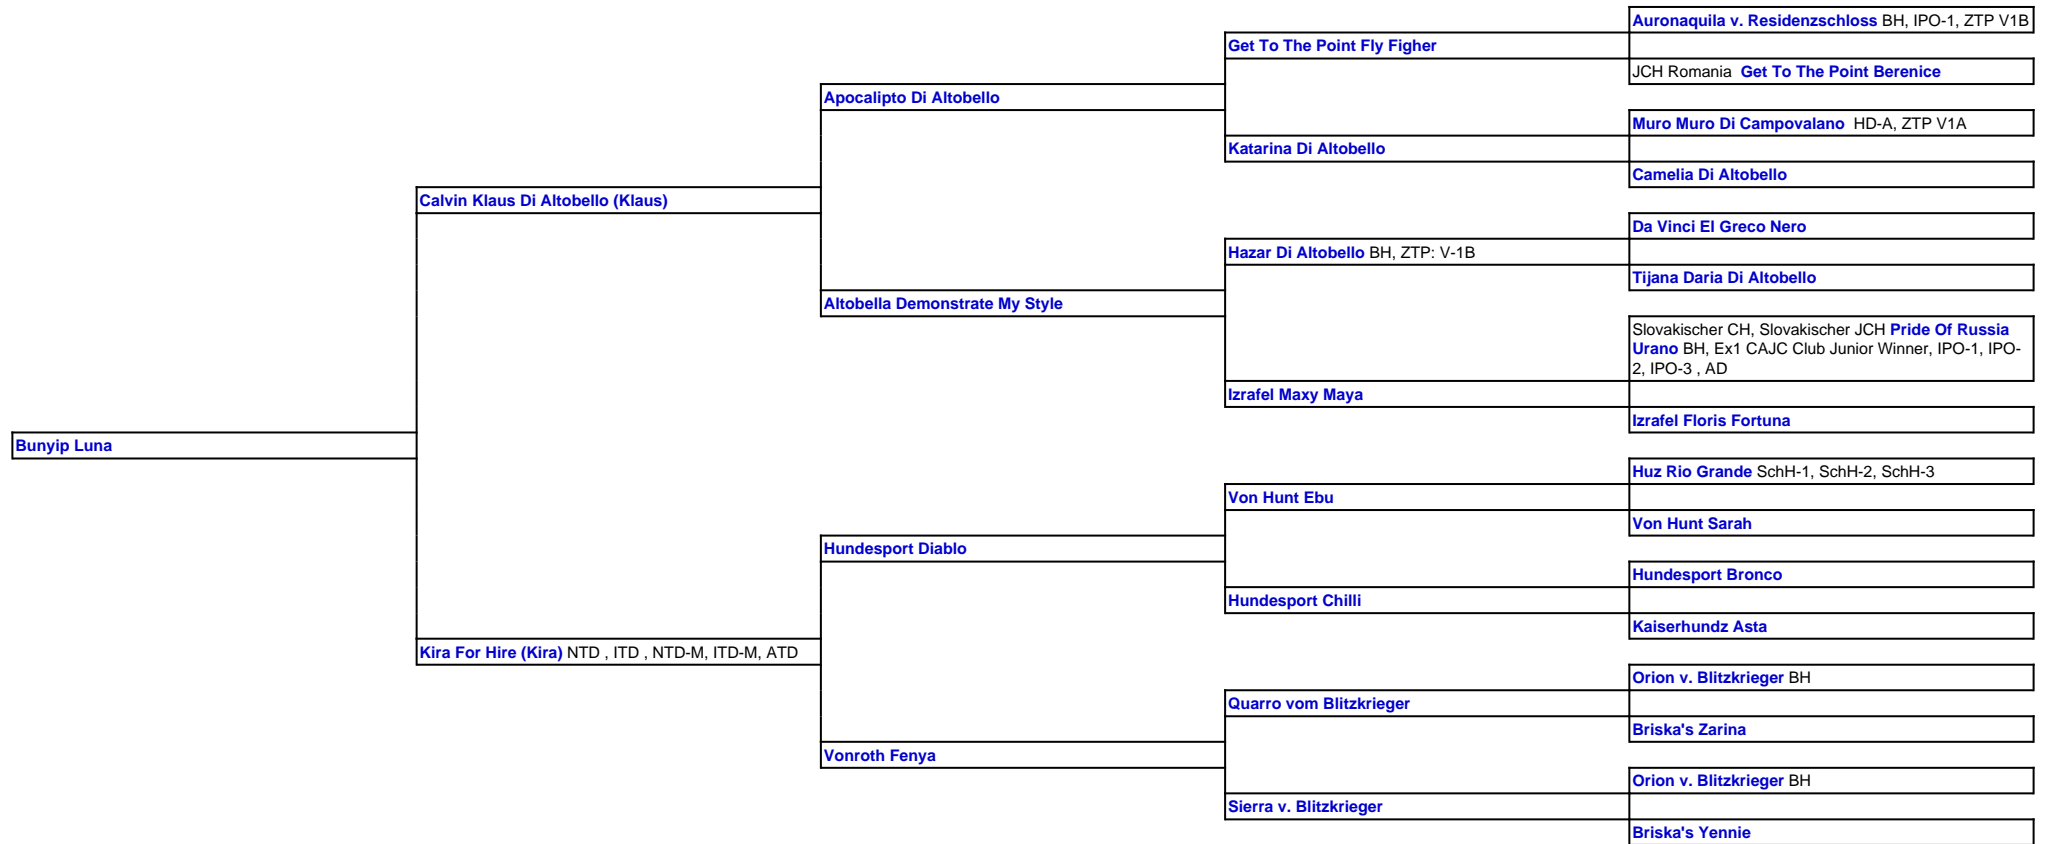 Auronaquila v. Residenzschloss BH, IPO-1, ZTP V1B
Get To The Point Fly Figher
JCH Romania Get To The Point Berenice
Apocalipto Di Altobello
Muro Muro Di Campovalano HD-A, ZTP V1A
Katarina Di Altobello
Camelia Di Altobello
Calvin Klaus Di Altobello (Klaus)
Da Vinci El Greco Nero
Hazar Di Altobello BH, ZTP: V-1B
Tijana Daria Di Altobello
Altobella Demonstrate My Style
Slovakischer CH, Slovakischer JCH Pride Of Russia
Urano BH, Ex1 CAJC Club Junior Winner, IPO-1, IPO-
2, IPO-3 , AD
Izrafel Maxy Maya
Izrafel Floris Fortuna
Bunyip Luna
Huz Rio Grande SchH-1, SchH-2, SchH-3
Von Hunt Ebu
Von Hunt Sarah
Hundesport Diablo
Hundesport Bronco
Hundesport Chilli
Kaiserhundz Asta
Kira For Hire (Kira) NTD , ITD , NTD-M, ITD-M, ATD
Orion v. Blitzkrieger BH
Quarro vom Blitzkrieger
Briska's Zarina
Vonroth Fenya
Orion v. Blitzkrieger BH
Sierra v. Blitzkrieger
Briska's Yennie